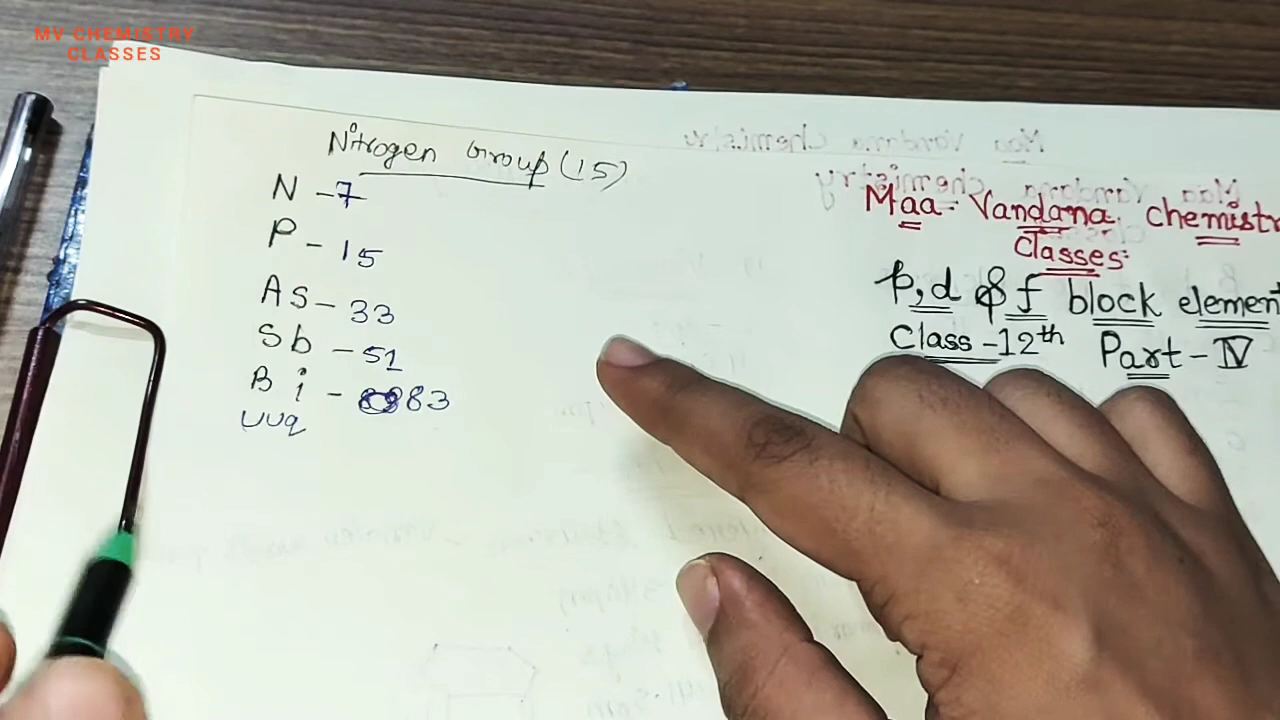 MV CHEMISTRY
CLASSES
Nitrogen Group (15)
N - 7
P - 15
As - 33
Sb - 51
Bi - 83
UUq
Maa Vandana chemistr
Classes
p, d & f block element
Class - 12th Part - IV